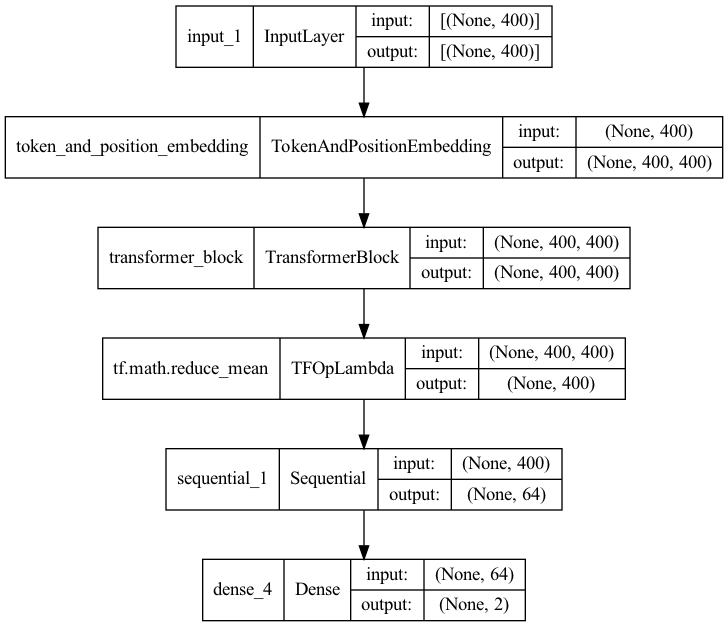 input_1 InputLayer input: [(None, 400)]
output: [(None, 400)]
token_and_position_embedding TokenAndPositionEmbedding input: (None, 400)
output: (None, 400, 400)
transformer_block TransformerBlock input: (None, 400, 400)
output: (None, 400, 400)
tf.math.reduce_mean TFOpLambda input: (None, 400, 400)
output: (None, 400)
sequential_1 Sequential input: (None, 400)
output: (None, 64)
dense_4 Dense input: (None, 64)
output: (None, 2)